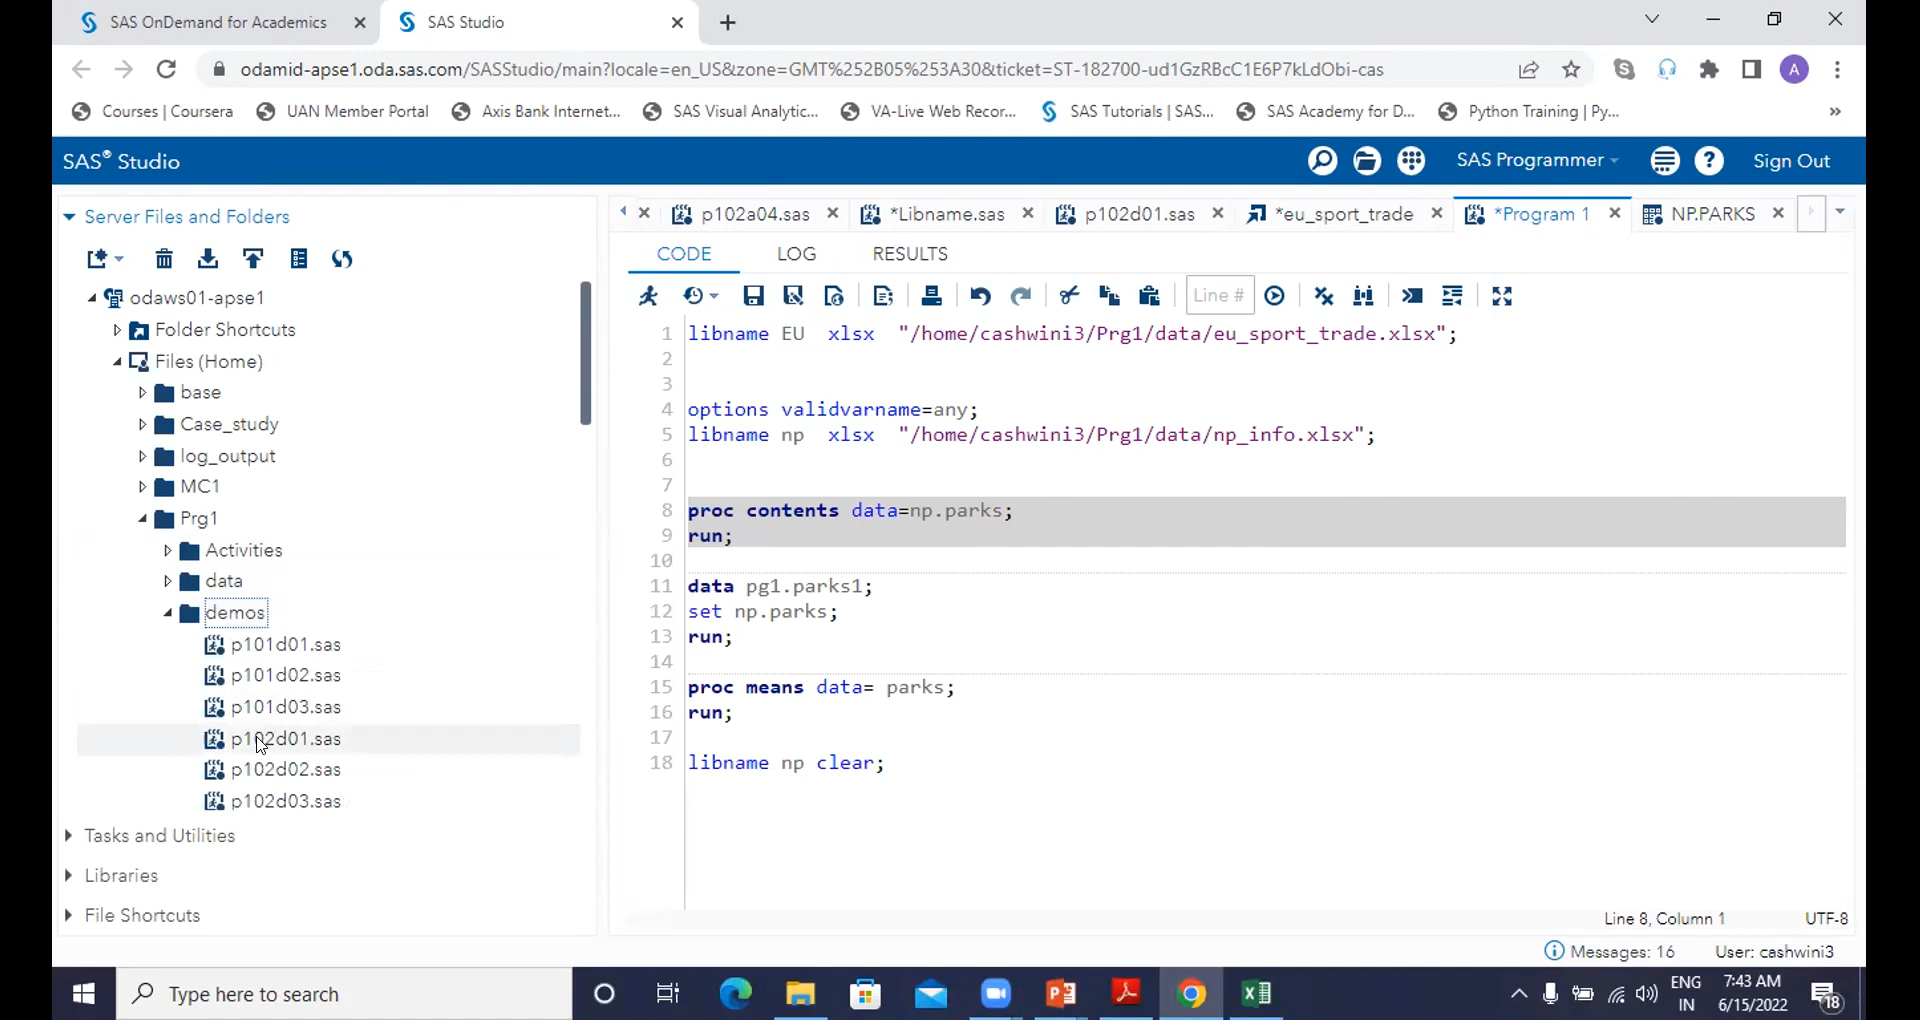 SAS OnDemand for Academics
SAS Studio
odamid-apse1.oda.sas.com/SASStudio/main?locale=en_US&zone=GMT%252B05%253A30&ticket=ST-182700-ud1GzRBcC1E6P7kLdObi-cas
A
Courses | Coursera
UAN Member Portal
Axis Bank Internet...
SAS Visual Analytic...
VA-Live Web Recor...
SAS Tutorials | SAS...
SAS Academy for D...
Python Training | Py...
»
SAS® Studio
SAS Programmer
Sign Out
Server Files and Folders
odaws01-apse1
Folder Shortcuts
Files (Home)
base
Case_study
log_output
MC1
Prg1
Activities
data
demos
p101d01.sas
p101d02.sas
p101d03.sas
p102d01.sas
p102d02.sas
p102d03.sas
Tasks and Utilities
Libraries
File Shortcuts
p102a04.sas
*Libname.sas
p102d01.sas
*eu_sport_trade
*Program 1
NP.PARKS
CODE
LOG
RESULTS
Line #
1 libname EU xlsx "/home/cashwini3/Prg1/data/eu_sport_trade.xlsx";
2
3
4 options validvarname=any;
5 libname np xlsx "/home/cashwini3/Prg1/data/np_info.xlsx";
6
7
8 proc contents data=np.parks;
9 run;
10
11 data pg1.parks1;
12 set np.parks;
13 run;
14
15 proc means data= parks;
16 run;
17
18 libname np clear;
Line 8, Column 1
UTF-8
Messages: 16
User: cashwini3
Type here to search
ENG
IN
7:43 AM
6/15/2022
18